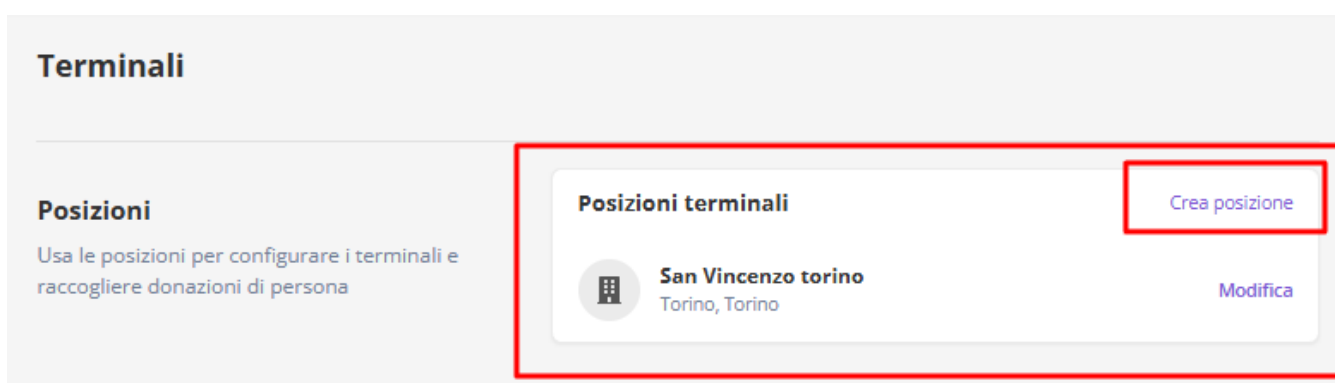 Terminali
Posizioni
Usa le posizioni per configurare i terminali e
raccogliere donazioni di persona
Posizioni terminali
Crea posizione
San Vincenzo torino
Torino, Torino
Modifica